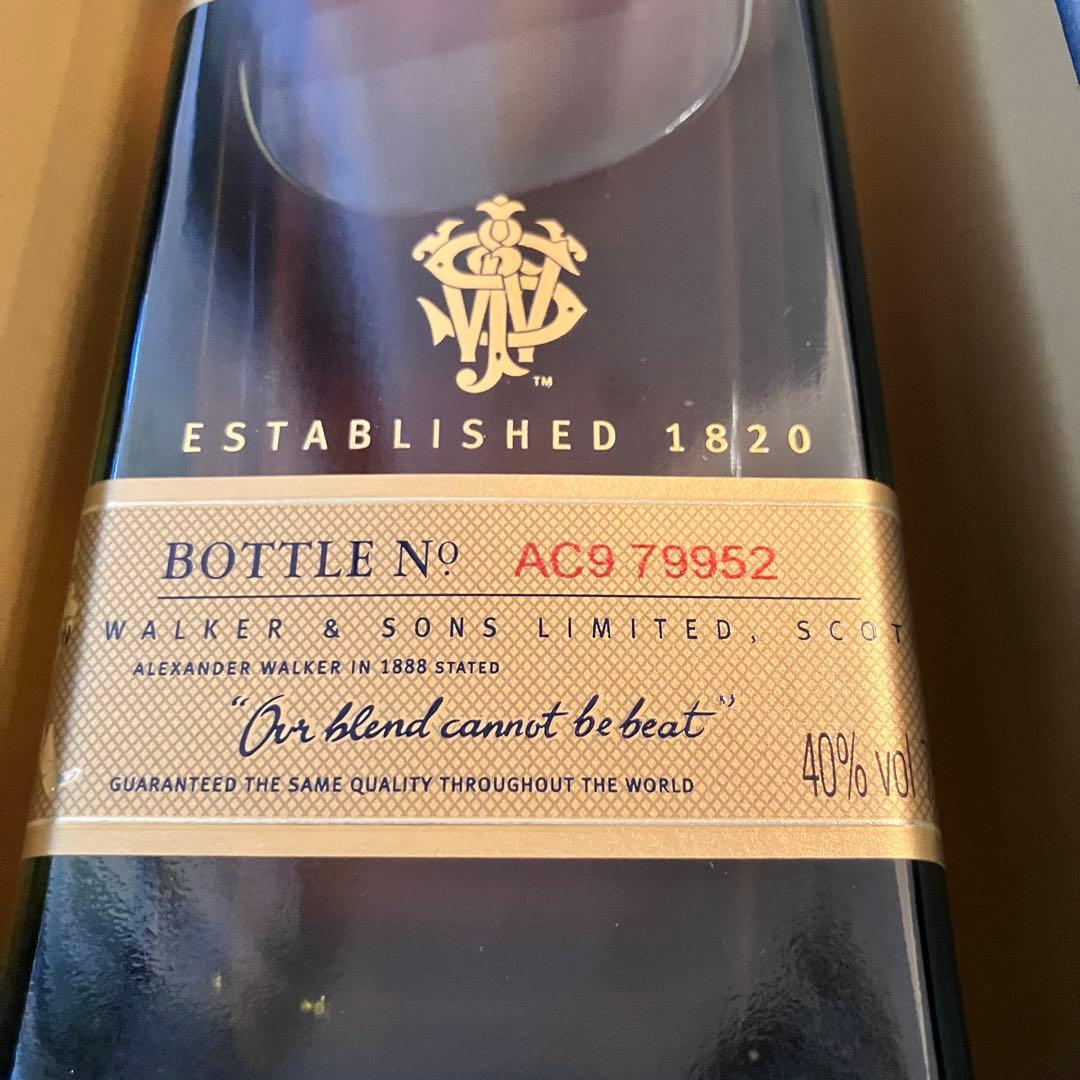 TM
ESTABLISHED 1820
BOTTLE Nº AC9 79952
WALKER & SONS LIMITED, SCOT
ALEXANDER WALKER IN 1888 STATED
"Our blend cannot be beat"
GUARANTEED THE SAME QUALITY THROUGHOUT THE WORLD
40% vol